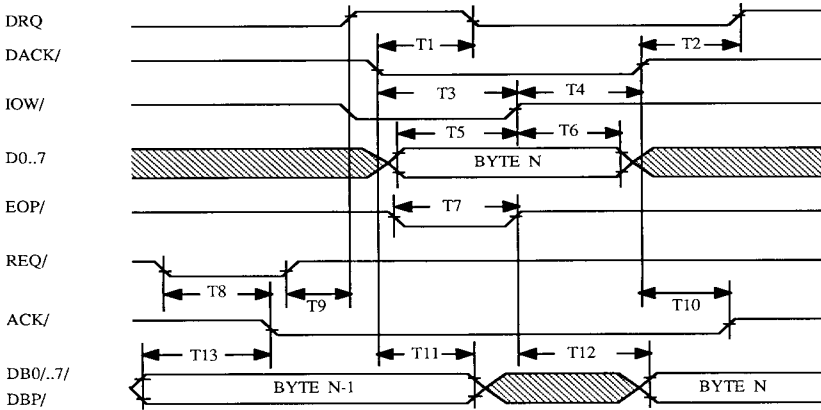 DRQ
T1
T2
DACK/
T3
T4
IOW/
T5
T6
D0..7
BYTE N
EOP/
T7
REQ/
T8
T9
T10
ACK/
T13
T11
T12
DB0/..7/
DBP/
BYTE N-1
BYTE N